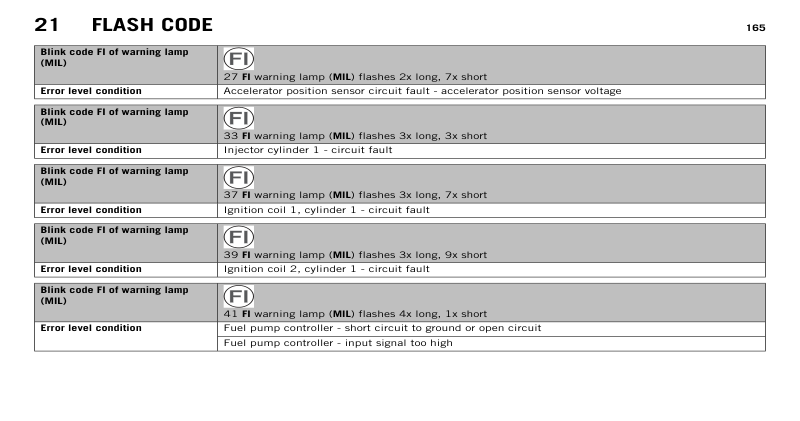 21 FLASH CODE 165
Blink code FI of warning lamp
(MIL)
FI
27 FI warning lamp (MIL) flashes 2x long, 7x short
Error level condition
Accelerator position sensor circuit fault - accelerator position sensor voltage
Blink code FI of warning lamp
(MIL)
FI
33 FI warning lamp (MIL) flashes 3x long, 3x short
Error level condition
Injector cylinder 1 - circuit fault
Blink code FI of warning lamp
(MIL)
FI
37 FI warning lamp (MIL) flashes 3x long, 7x short
Error level condition
Ignition coil 1, cylinder 1 - circuit fault
Blink code FI of warning lamp
(MIL)
FI
39 FI warning lamp (MIL) flashes 3x long, 9x short
Error level condition
Ignition coil 2, cylinder 1 - circuit fault
Blink code FI of warning lamp
(MIL)
FI
41 FI warning lamp (MIL) flashes 4x long, 1x short
Error level condition
Fuel pump controller - short circuit to ground or open circuit
Fuel pump controller - input signal too high